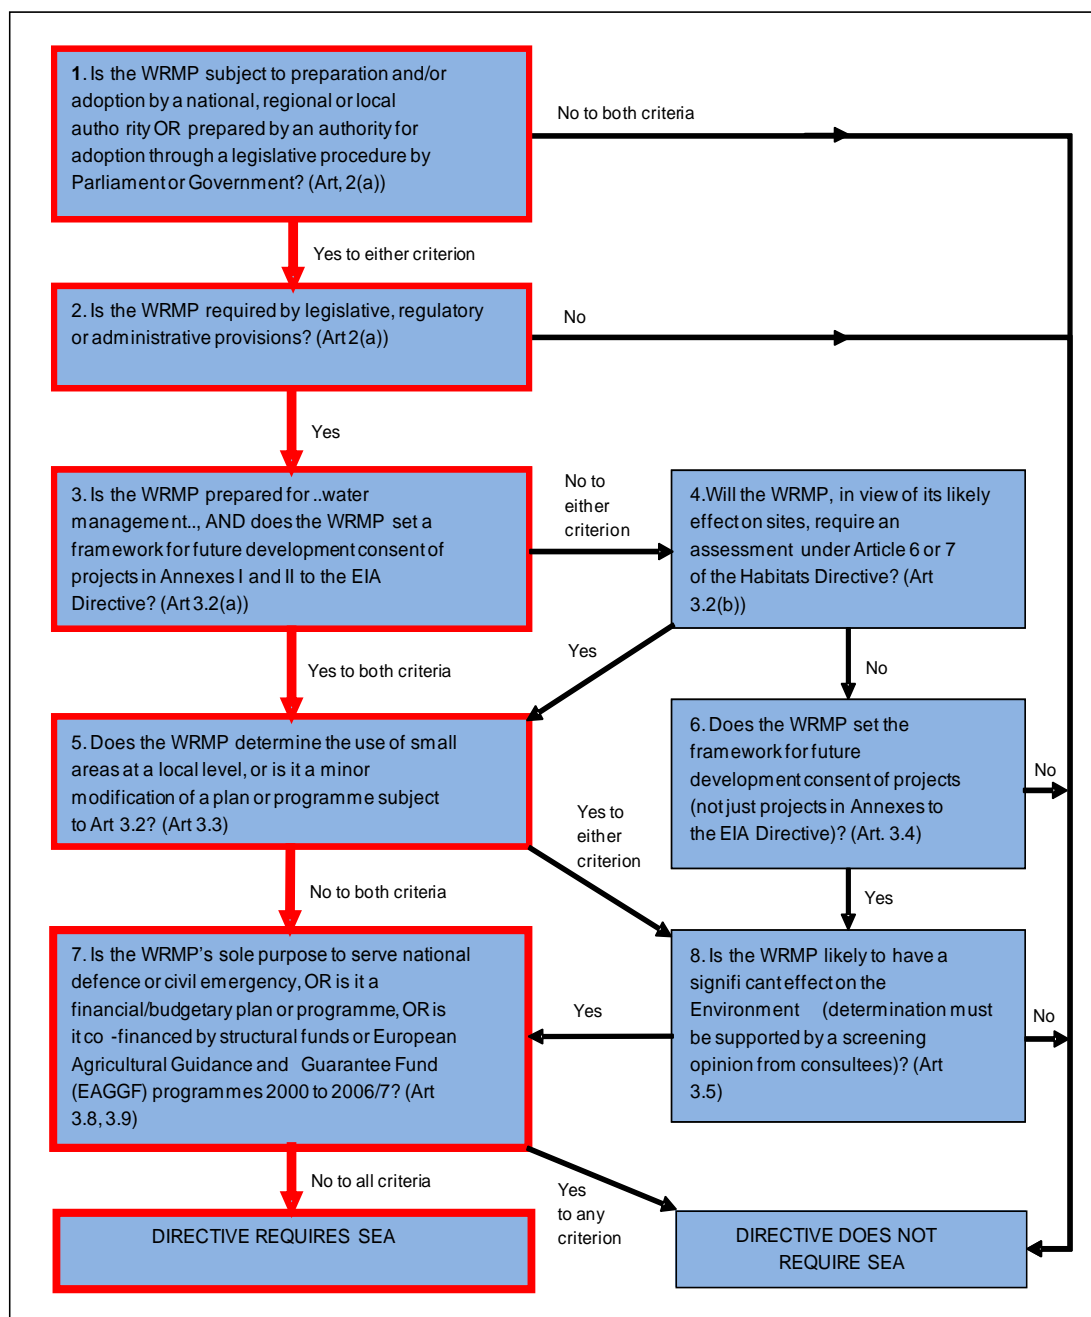 1. Is the WRMP subject to preparation and/or
adoption by a national, regional or local
autho rity OR prepared by an authority for
adoption through a legislative procedure by
Parliament or Government? (Art, 2(a))
No to both criteria
Yes to either criterion
2. Is the WRMP required by legislative, regulatory
or administrative provisions? (Art 2(a))
No
Yes
3. Is the WRMP prepared for ..water
management.., AND does the WRMP set a
framework for future development consent of
projects in Annexes I and II to the EIA
Directive? (Art 3.2(a))
No to
either
criterion
4.Will the WRMP, in view of its likely
effect on sites, require an
assessment under Article 6 or 7
of the Habitats Directive? (Art
3.2(b))
Yes to both criteria
Yes
No
5. Does the WRMP determine the use of small
areas at a local level, or is it a minor
modification of a plan or programme subject
to Art 3.2? (Art 3.3)
6. Does the WRMP set the
framework for future
development consent of projects
(not just projects in Annexes to
the EIA Directive)? (Art. 3.4)
No
Yes to
either
criterion
No to both criteria
Yes
7. Is the WRMP's sole purpose to serve national
defence or civil emergency, OR is it a
financial/budgetary plan or programme, OR is
it co -financed by structural funds or European
Agricultural Guidance and Guarantee Fund
(EAGGF) programmes 2000 to 2006/7? (Art
3.8, 3.9)
Yes
8. Is the WRMP likely to have a
signifi cant effect on the
Environment (determination must
be supported by a screening
opinion from consultees)? (Art
3.5)
No
No to all criteria
Yes
to any
criterion
DIRECTIVE REQUIRES SEA
DIRECTIVE DOES NOT
REQUIRE SEA